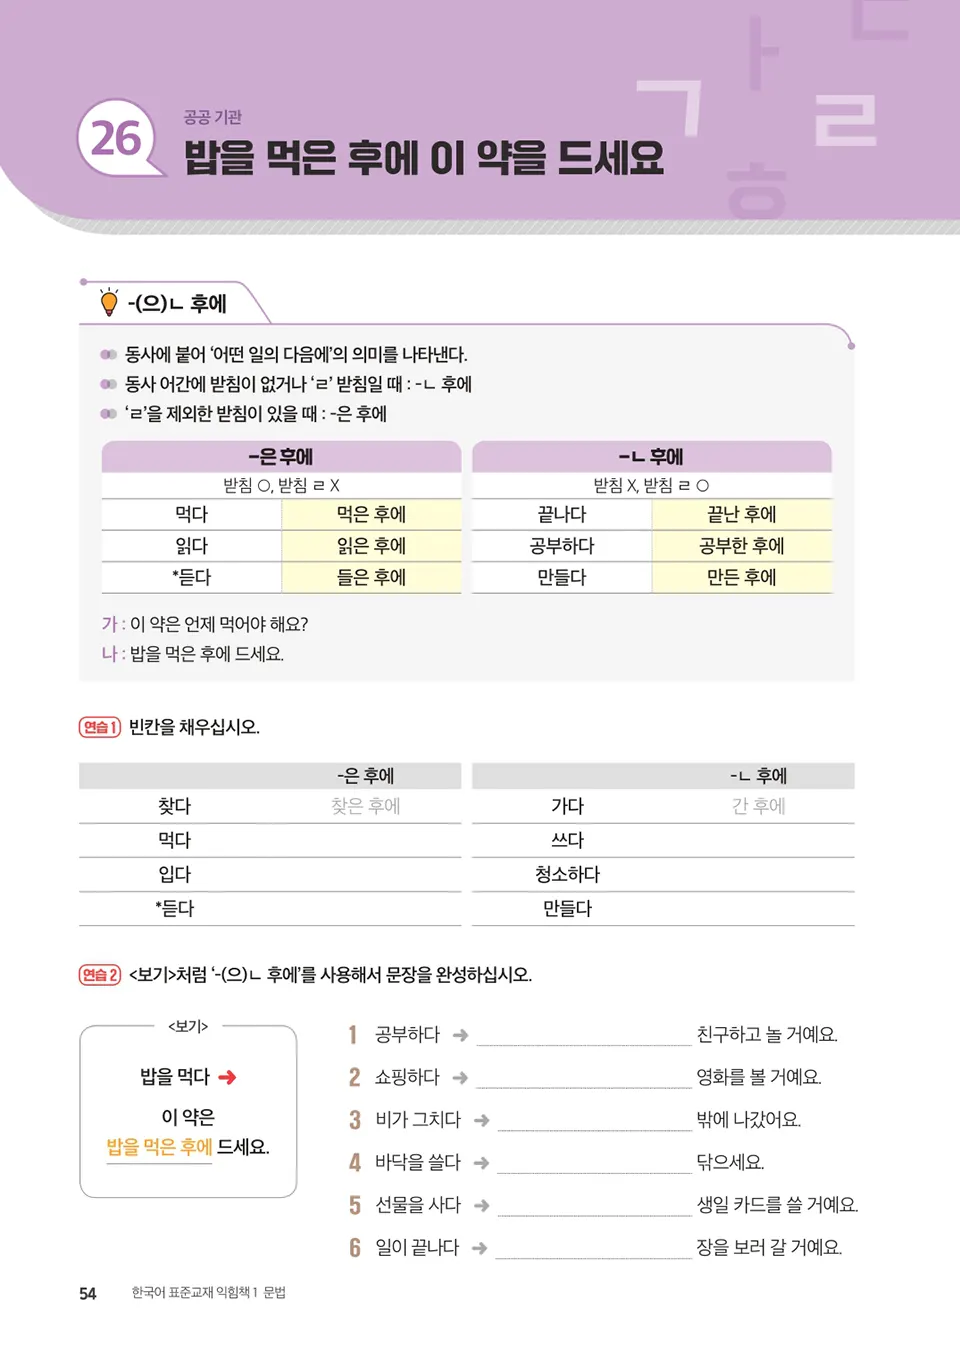 공공 기관
26
밥을 먹은 후에 이 약을 드세요
-(으)ㄴ 후에
동사에 붙어 ‘어떤 일의 다음에’의 의미를 나타낸다.
동사 어간에 받침이 없거나 ‘ㄹ’ 받침일 때 : -ㄴ 후에
‘ㄹ’을 제외한 받침이 있을 때 : -은 후에
-은 후에 -ㄴ 후에
받침 ○, 받침 ㄹ X 받침 X, 받침 ㄹ ○
먹다 먹은 후에 끝나다 끝난 후에
읽다 읽은 후에 공부하다 공부한 후에
*듣다 들은 후에 만들다 만든 후에
가 : 이 약은 언제 먹어야 해요?
나 : 밥을 먹은 후에 드세요.
연습 1 빈칸을 채우십시오.
-은 후에 -ㄴ 후에
찾다 찾은 후에 가다 간 후에
먹다 쓰다
입다 청소하다
*듣다 만들다
연습 2 <보기>처럼 ‘-(으)ㄴ 후에’를 사용해서 문장을 완성하십시오.
<보기>
밥을 먹다 ➜
이 약은
밥을 먹은 후에 드세요.
1 공부하다 ➜ 친구하고 놀 거예요.
2 쇼핑하다 ➜ 영화를 볼 거예요.
3 비가 그치다 ➜ 밖에 나갔어요.
4 바닥을 쓸다 ➜ 닦으세요.
5 선물을 사다 ➜ 생일 카드를 쓸 거예요.
6 일이 끝나다 ➜ 장을 보러 갈 거예요.
54 한국어 표준교재 익힘책 1 문법